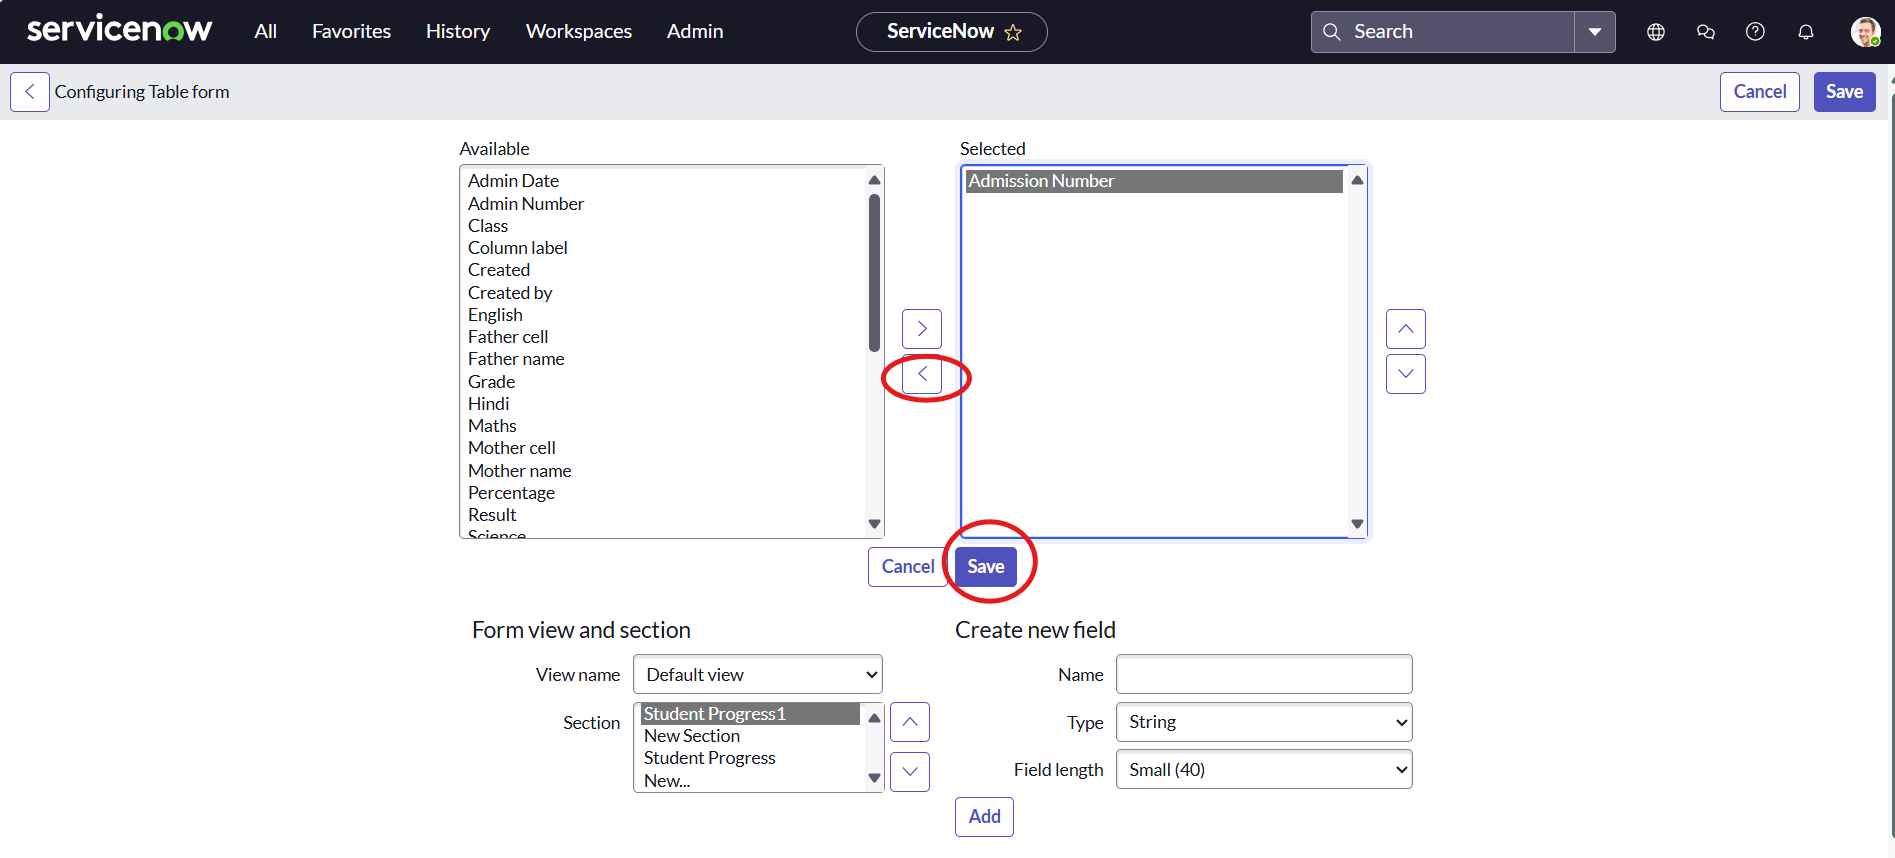 servicenow
All Favorites History Workspaces Admin
ServiceNow
Search
Configuring Table form
Cancel Save
Available
Admin Date
Admin Number
Class
Column label
Created
Created by
English
Father cell
Father name
Grade
Hindi
Maths
Mother cell
Mother name
Percentage
Result
Science
Selected
Admission Number
Cancel Save
Form view and section
View name Default view
Section Student Progress1
New Section
Student Progress
New...
Create new field
Name
Type String
Field length Small (40)
Add